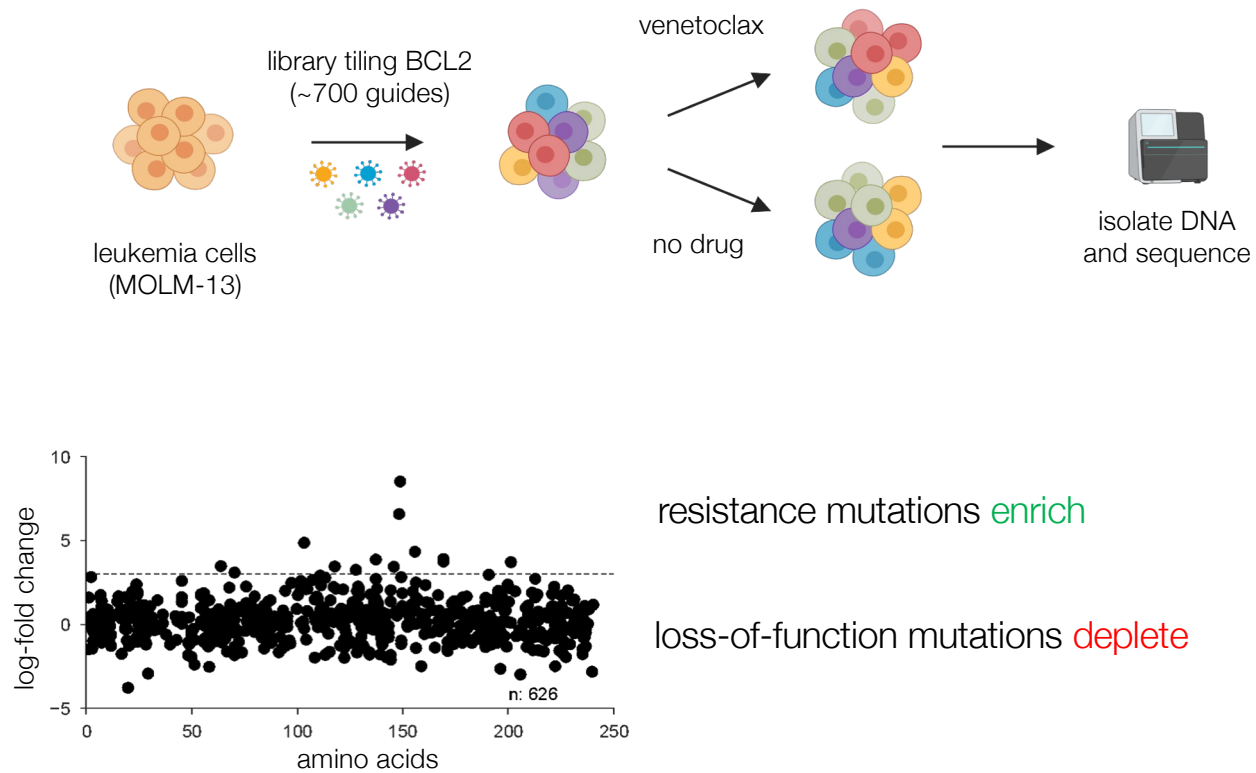 library tiling BCL2
(~700 guides)
venetoclax
leukemia cells
(MOLM-13)
no drug
isolate DNA
and sequence
log-fold change
10
5
0
−5
n: 626
0
50
100
150
200
250
amino acids
resistance mutations enrich
loss-of-function mutations deplete